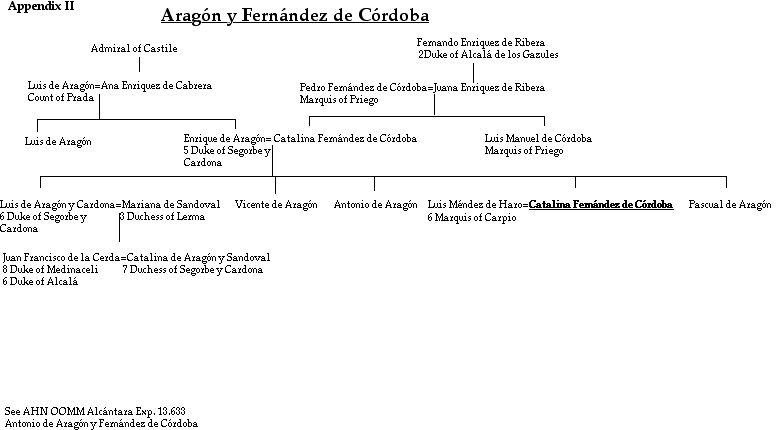 Appendix II
Aragón y Fernández de Córdoba
Admiral of Castile
Fernando Enriquez de Ribera
2Duke of Alcalá de los Gazules
Luis de Aragón=Ana Enriquez de Cabrera
Count of Prada
Pedro Fernández de Córdoba=Juana Enriquez de Ribera
Marquis of Priego
Luis de Aragón
Enrique de Aragón= Catalina Fernández de Córdoba
5 Duke of Segorbe y
Cardona
Luis Manuel de Córdoba
Marquis of Priego
Luis de Aragón y Cardona=Mariana de Sandoval
6 Duke of Segorbe y
Cardona
3 Duchess of Lerma
Vicente de Aragón
Antonio de Aragón
Luis Méndez de Haro=Catalina Fernández de Córdoba
6 Marquis of Carpio
Pascual de Aragón
Juan Francisco de la Cerda=Catalina de Aragón y Sandoval
8 Duke of Medinaceli
7 Duchess of Segorbe y Cardona
6 Duke of Alcalá
See AHN OOMM Alcántara Exp. 13.633
Antonio de Aragón y Fernández de Córdoba